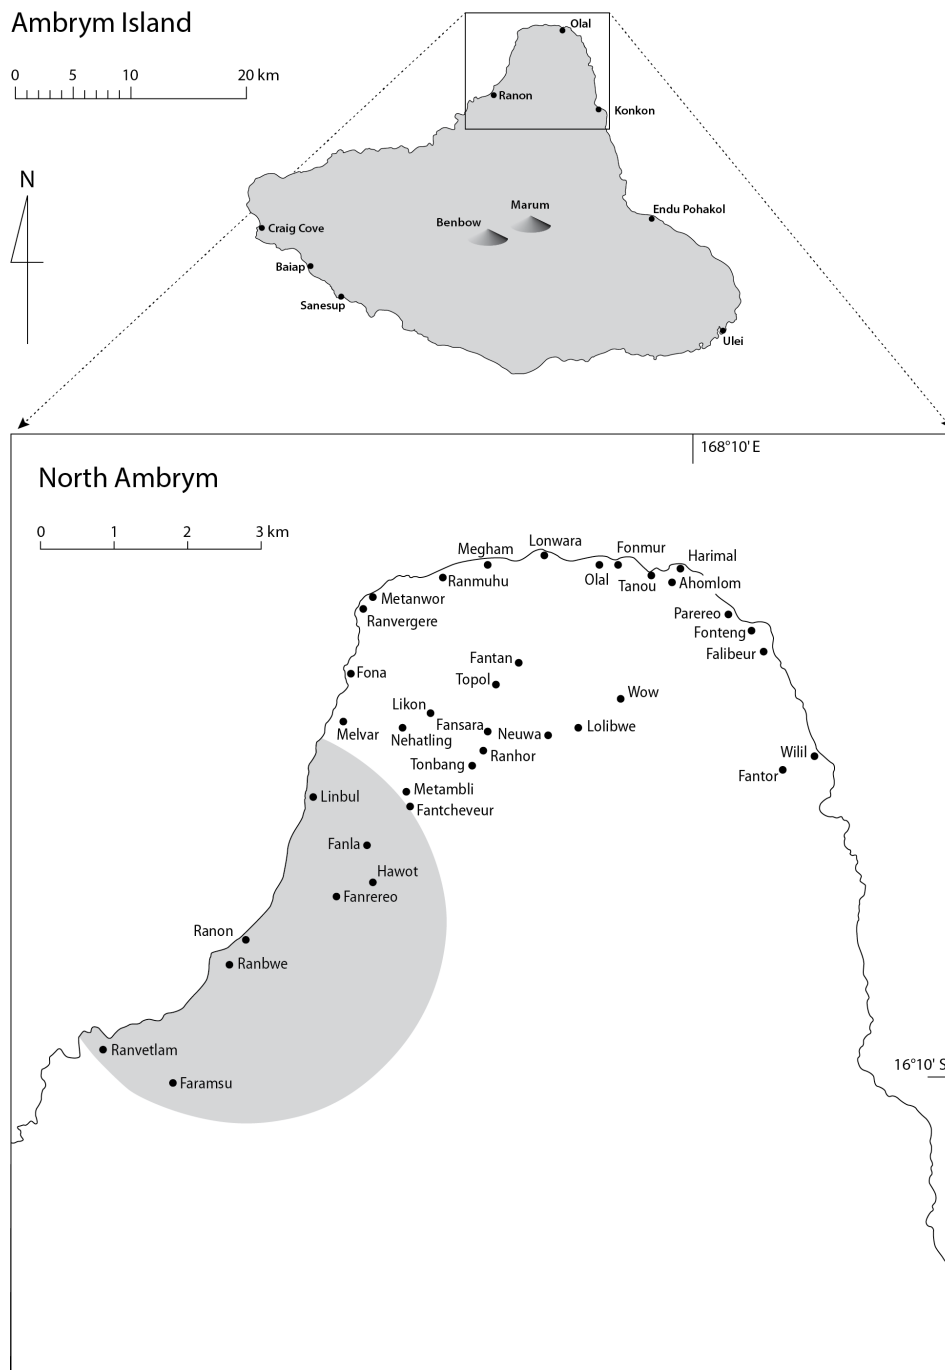 Ambrym Island
0 5 10 20 km
N
Olal
Ranon
Konkon
Marum
Benbow
Endu Pohakol
Craig Cove
Baiap
Sanesup
Ulei
168°10' E
North Ambrym
0 1 2 3 km
Lonwara
Megham
Fonmur
Harimal
Ranmuhu
Olal
Tanou
Ahomlom
Metanwor
Ranvergere
Parereo
Fonteng
Falibeur
Fantan
Fona
Topol
Wow
Likon
Fansara
Lolibwe
Melvar
Nehatling
Neuwa
Ranhor
Wilil
Tonbang
Fantor
Metambli
Linbul
Fantcheveur
Fanla
Hawot
Fanrereo
Ranon
Ranbwe
Ranvetlam
16°10' S
Faramsu